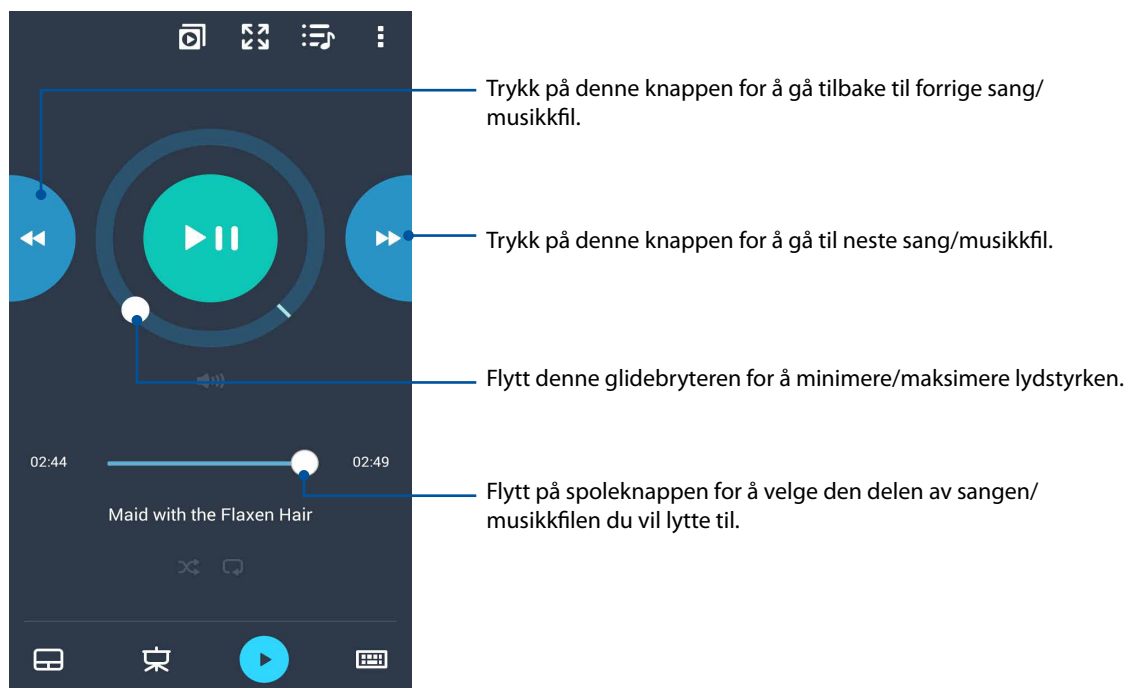 Trykk på denne knappen for å gå tilbake til forrige sang/
musikkfil.
Trykk på denne knappen for å gå til neste sang/musikkfil.
Flytt denne glidebryteren for å minimere/maksimere lydstyrken.
02:44
02:49
Flytt på spoleknappen for å velge den delen av sangen/
musikkfilen du vil lytte til.
Maid with the Flaxen Hair